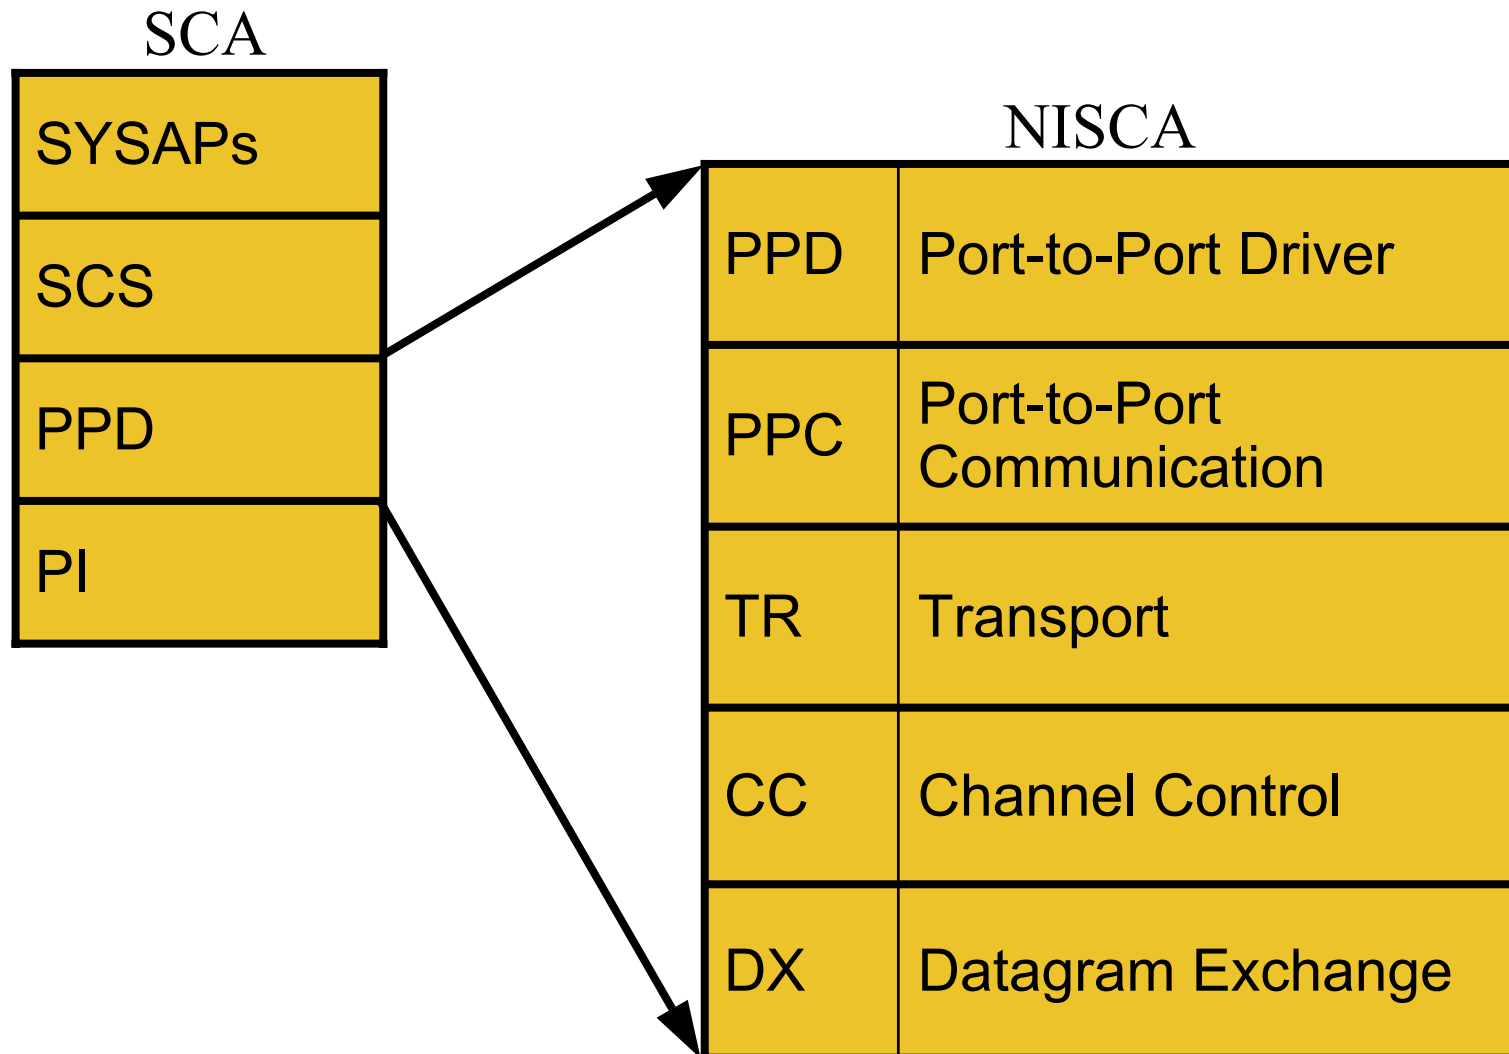 SCA
SYSAPs
SCS
PPD
PI
NISCA
PPD Port-to-Port Driver
PPC Port-to-Port
Communication
TR Transport
CC Channel Control
DX Datagram Exchange